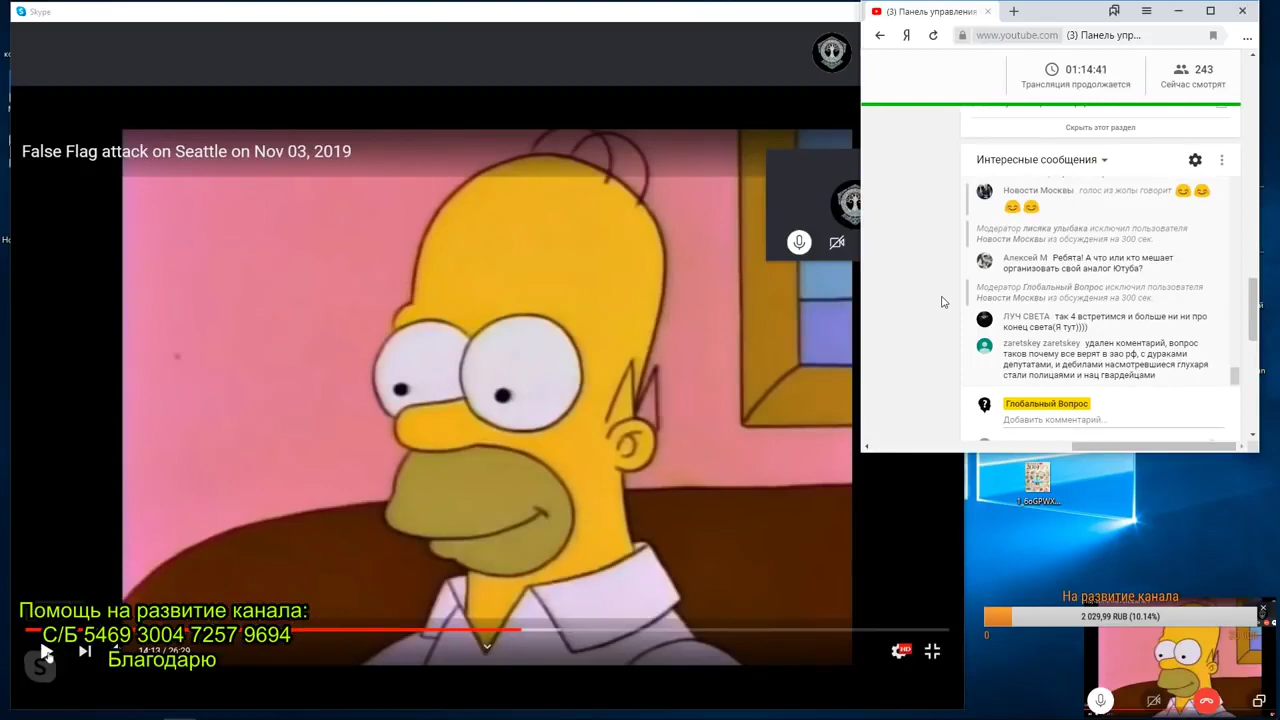 Skype
False Flag attack on Seattle on Nov 03, 2019
Помощь на развитие канала:
С/Б 5469 3004 7257 9694
Благодарю
14:13 / 26:29
HD
(3) Панель управления
www.youtube.com (3) Панель упр...
01:14:41
Трансляция продолжается
243
Сейчас смотрят
Скрыть этот раздел
Интересные сообщения
Новости Москвы голос из жопы говорит
Модератор лисяка улыбака исключил пользователя
Новости Москвы из обсуждения на 300 сек.
Алексей М Ребята! А что или кто мешает
организовать свой аналог Ютуба?
Модератор Глобальный Вопрос исключил пользователя
Новости Москвы из обсуждения на 300 сек.
ЛУЧ СВЕТА так 4 встретимся и больше ни ни про
конец света(Я тут))))
zaretskey zaretskey удален коментарий, вопрос
таков почему все верят в зао рф, с дураками
депутатами, и дебилами насмотревшиеся глухаря
стали полицаями и нац гвардейцами
Глобальный Вопрос
Добавить комментарий...
1_6oGPWX...
На развитие канала
2 029,99 RUB (10.14%)
0